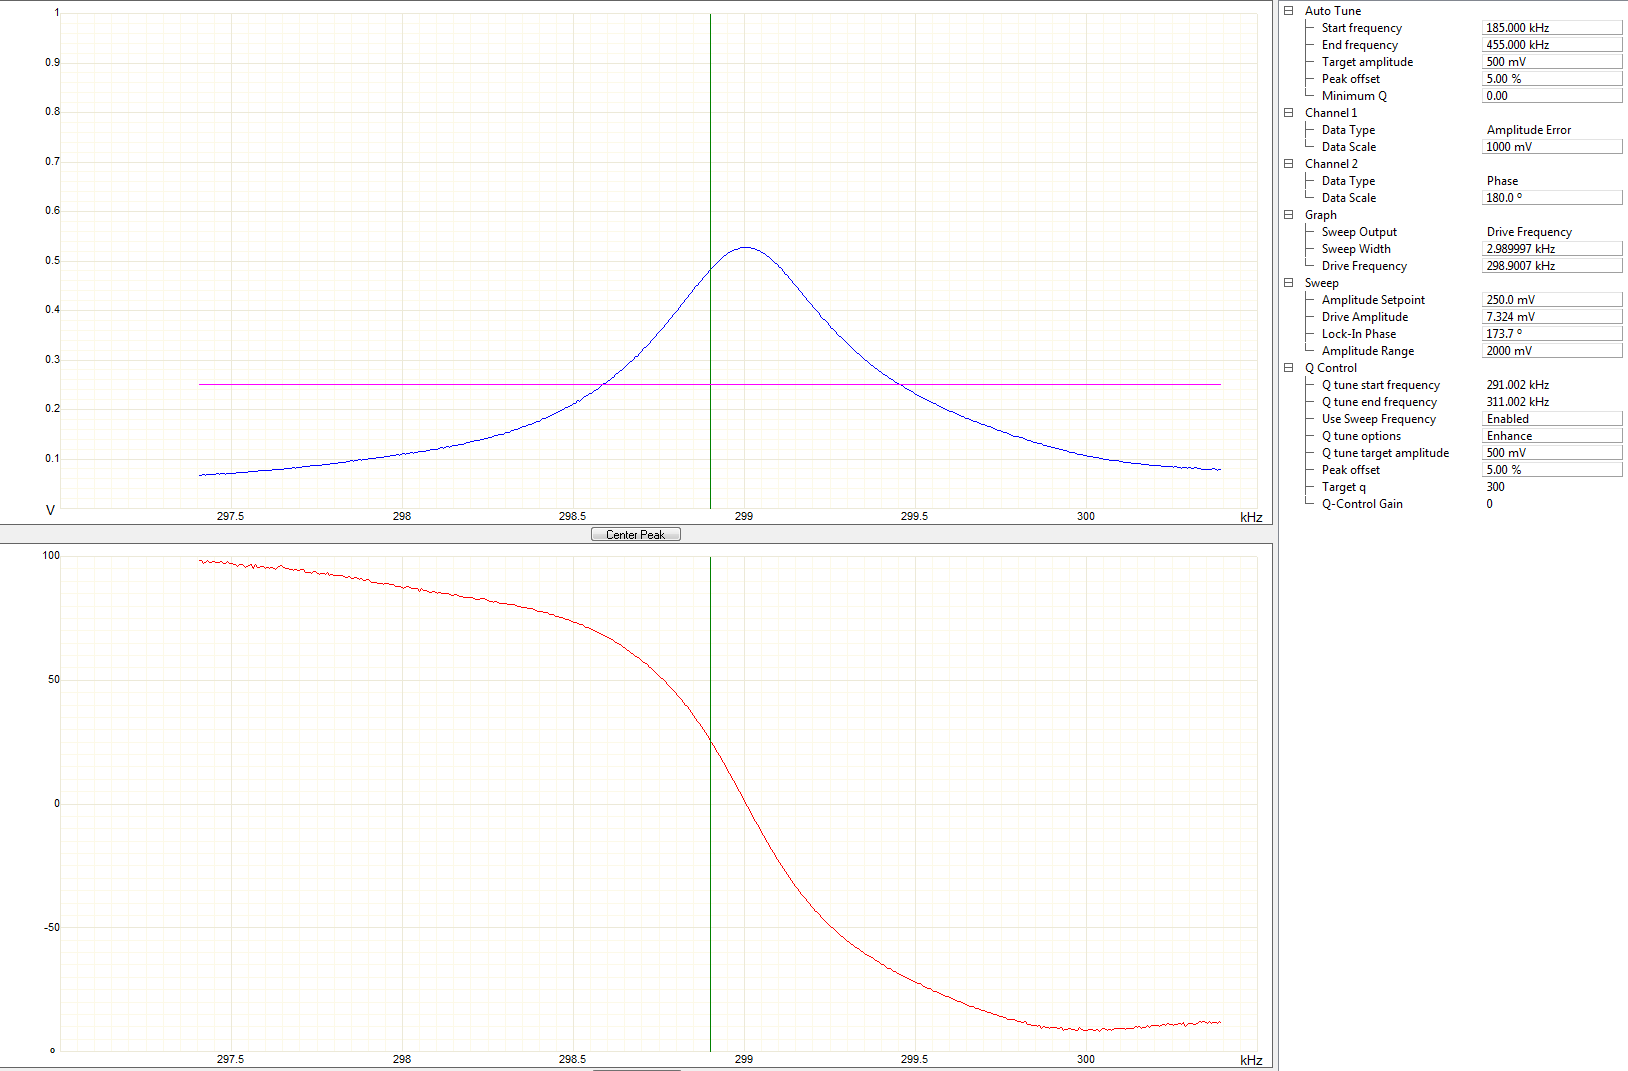 1
0.9
0.8
0.7
0.6
0.5
0.4
0.3
0.2
0.1
V
297.5 298 298.5 299 299.5 300 kHz
Center Peak
100
50
0
-50
º
297.5 298 298.5 299 299.5 300 kHz
Auto Tune
Start frequency 185.000 kHz
End frequency 455.000 kHz
Target amplitude 500 mV
Peak offset 5.00 %
Minimum Q 0.00
Channel 1
Data Type Amplitude Error
Data Scale 1000 mV
Channel 2
Data Type Phase
Data Scale 180.0 º
Graph
Sweep Output Drive Frequency
Sweep Width 2.989997 kHz
Drive Frequency 298.9007 kHz
Sweep
Amplitude Setpoint 250.0 mV
Drive Amplitude 7.324 mV
Lock-In Phase 173.7 º
Amplitude Range 2000 mV
Q Control
Q tune start frequency 291.002 kHz
Q tune end frequency 311.002 kHz
Use Sweep Frequency Enabled
Q tune options Enhance
Q tune target amplitude 500 mV
Peak offset 5.00 %
Target q 300
Q-Control Gain 0